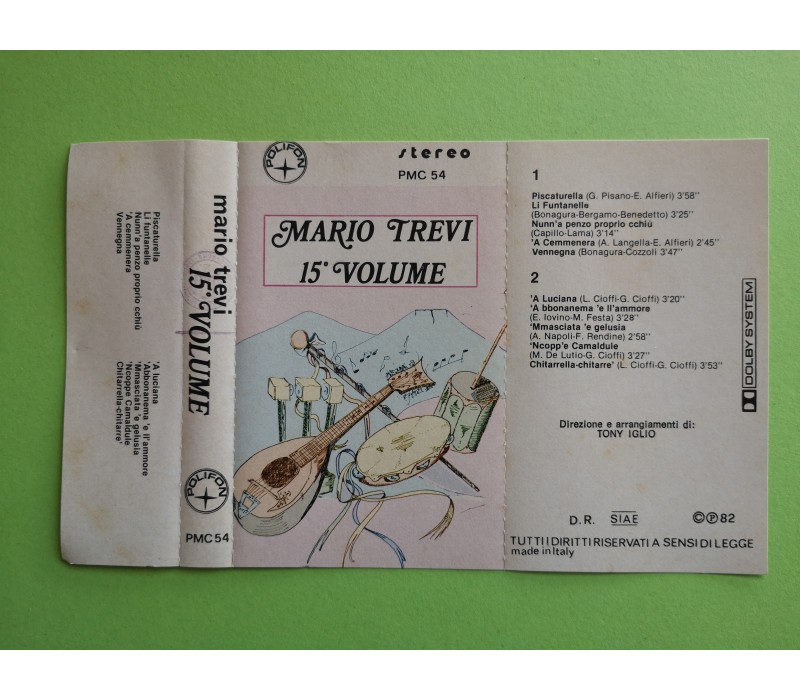 Piscaturella
Li funtanelle
Nunn'a penzo proprio cchiù
'A cemmenera
Vennegna
'A luciana
'Abbonanema 'e ll'ammore
'Mmasciata 'e gelusia
'Ncoppe Camaldule
Chitarrella-chitarre'
mario trevi
15° VOLUME
POLIFON
PMC 54
POLIFON
stereo
PMC 54
MARIO TREVI
15° VOLUME
1
Piscaturella (G. Pisano-E. Alfieri) 3'58"
Li Funtanelle
(Bonagura-Bergamo-Benedetto) 3'25"
Nunn'a penzo proprio cchiù
(Capillo-Lama) 3'14"
'A Cemmenera (A. Langella-E. Alfieri) 2'45"
Vennegna (Bonagura-Cozzoli) 3'47"
2
'A Luciana (L. Cioffi-G. Cioffi) 3'20"
'A bbonanema 'e ll'ammore
(E. Iovino-M. Festa) 3'28"
'Mmasciata 'e gelusia
(A. Napoli-F. Rendine) 2'58"
'Ncopp'e Camaldule
(M. De Lutio-G. Cioffi) 3'27"
Chitarrella-chitarre' (L. Cioffi-G. Cioffi) 3'53"
DOLBY SYSTEM
Direzione e arrangiamenti di:
TONY IGLIO
D.R. SIAE ©℗ 82
TUTTI I DIRITTI RISERVATI A SENSI DI LEGGE
made in Italy